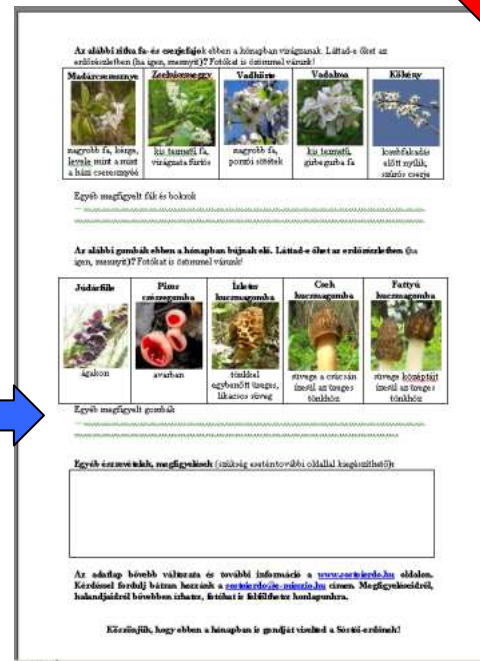 Az alábbi ritka fa- és cserjefajok ebben a hónapban virágzanak. Láttad-e őket az
erdőrészletben (ha igen, mennyit)? Fotókat is örömmel várunk!
Madárcseresznye Zselnicemeggy Vadkörte Vadalma Kökény
nagyobb fa, kérge, levele mint a mint a házi cseresznyéé
kis termetű fa, virágzata fürtös
nagyobb fa, porzói sötétek
kis termetű, girbegurba fa
lombfakadás előtt nyílik, szúrós cserje
Egyéb megfigyelt fák és bokrok
Az alábbi gombák ebben a hónapban bújnak elő. Láttad-e őket az erdőrészletben (ha
igen, mennyit)? Fotókat is örömmel várunk!
Júdásfüle Piros csészegomba Ízletes kucsmagomba Cseh kucsmagomba Fattyú kucsmagomba
ágakon
avarban
tönkkel egybenőtt üreges, likacsos süveg
süvege a csúcsán ízesül az üreges tönkhöz
süvege középtájt ízesül az üreges tönkhöz
Egyéb megfigyelt gombák
Egyéb észrevételek, megfigyelések (szükség esetén további oldallal kiegészíthető):
Az adatlap bővebb változata és további információ a www.sostoierdo.hu oldalon.
Kérdéssel fordulj bátran hozzánk a sostoierdo@e-misszio.hu címen. Megfigyeléseidről,
kalandjaidról bővebben írhatsz, fotókat is feltölthetsz honlapunkra.
Köszönjük, hogy ebben a hónapban is gondját viselted a Sóstói-erdőnek!